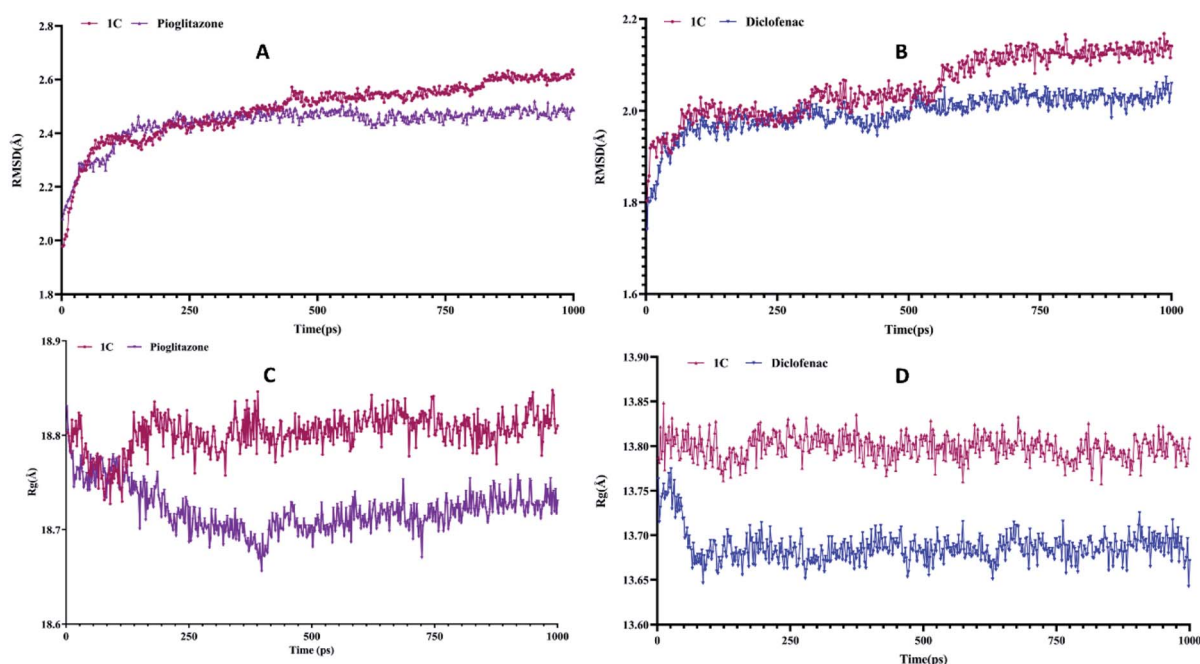 1C Pioglitazone
A
2.8
2.6
2.4
2.2
2.0
1.8
RMSD(Å)
0 250 500 750 1000
Time(ps)
1C Diclofenac
B
2.2
2.0
1.8
1.6
RMSD(Å)
0 250 500 750 1000
Time(ps)
1C Pioglitazone
C
18.9
18.8
18.7
18.6
Rg(Å)
0 250 500 750 1000
Time (ps)
1C Diclofenac
D
13.90
13.85
13.80
13.75
13.70
13.65
13.60
Rg(Å)
0 250 500 750 1000
Time(ps)